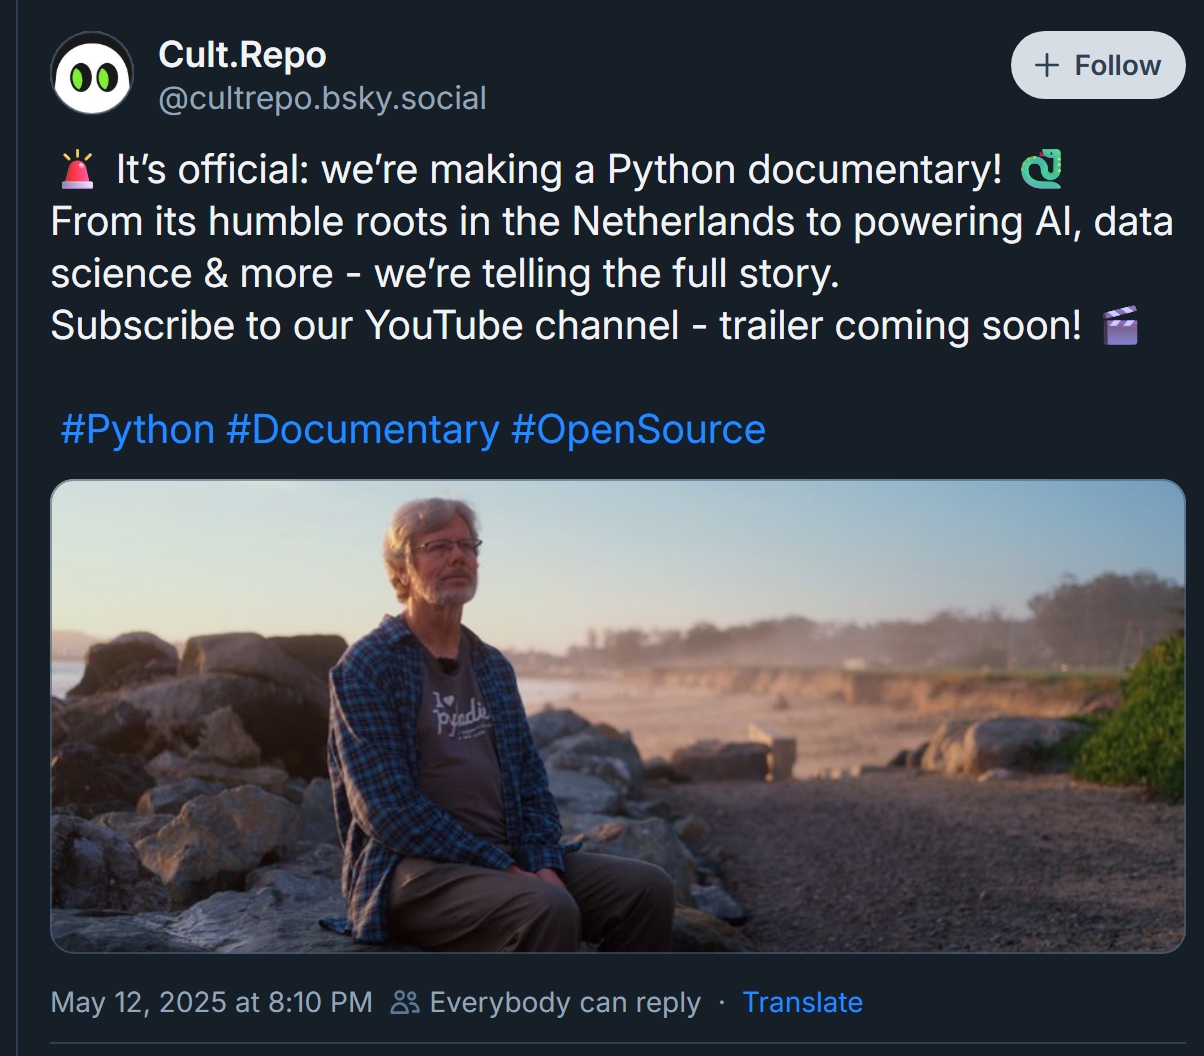 Cult.Repo
@cultrepo.bsky.social
+ Follow
🚨 It’s official: we’re making a Python documentary! 🐍
From its humble roots in the Netherlands to powering AI, data
science & more - we’re telling the full story.
Subscribe to our YouTube channel - trailer coming soon! 🎬
#Python #Documentary #OpenSource
I ♥
May 12, 2025 at 8:10 PM Everybody can reply · Translate